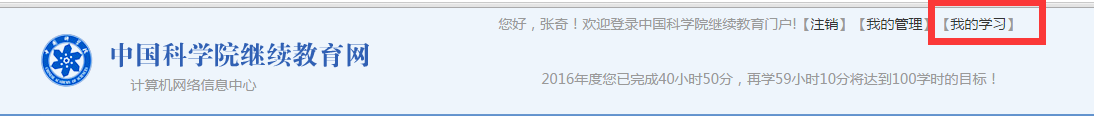 您好，张奇！欢迎登录中国科学院继续教育门户!【注销】【我的管理】【我的学习】
中国科学院继续教育网
计算机网络信息中心
2016年度您已完成40小时50分，再学59小时10分将达到100学时的目标！